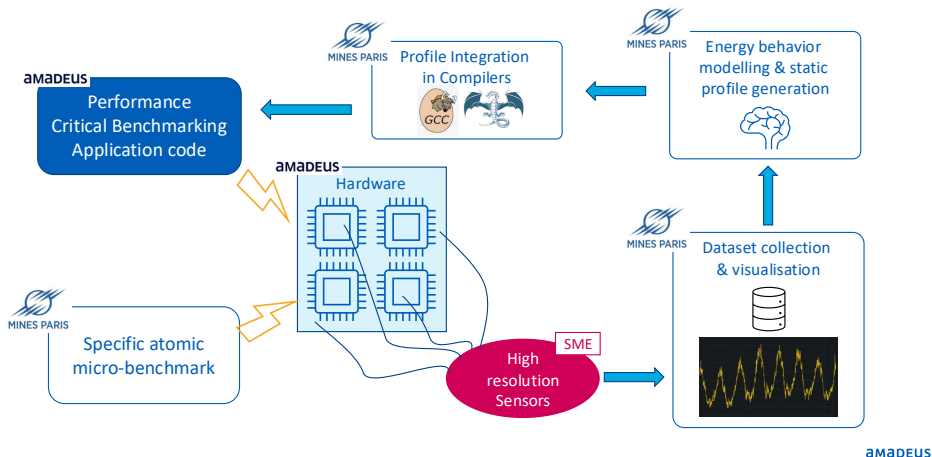 MINES PARIS
Profile Integration
in Compilers
GCC
MINES PARIS
Energy behavior
modelling & static
profile generation
aMaDEUS
Performance
Critical Benchmarking
Application code
aMaDEUS
Hardware
MINES PARIS
Dataset collection
& visualisation
MINES PARIS
Specific atomic
micro-benchmark
SME
High
resolution
Sensors
aMaDEUS